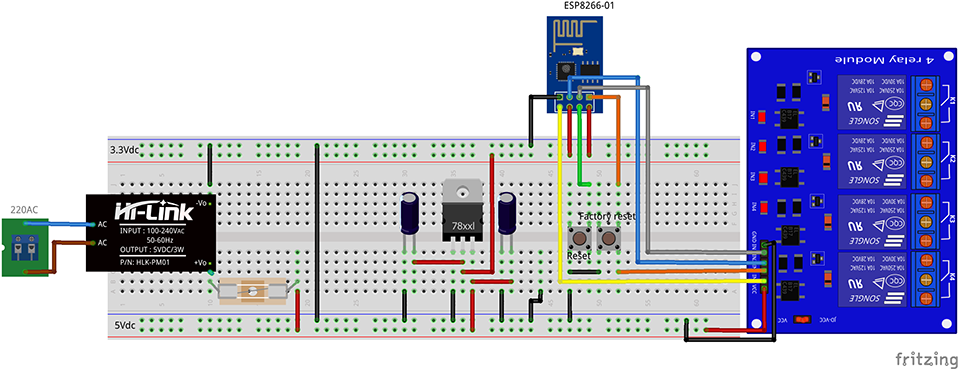 ESP8266-01
4 relay Module
3.3Vdc
220AC
Hi-Link
-Vo
AC
INPUT : 100-240Vac
50-60Hz
AC
OUTPUT : 5VDC/3W
P/N: HLK-PM01
+Vo
78xxl
Factory reset
Reset
5Vdc
10A 250VAC 10A 125VAC
10A 30VDC 10A 28VDC
SONGLE
K1
IN1
10A 250VAC 10A 125VAC
10A 30VDC 10A 28VDC
SONGLE
K2
IN2
IN3
10A 250VAC 10A 125VAC
10A 30VDC 10A 28VDC
SONGLE
K3
IN4
10A 250VAC 10A 125VAC
10A 30VDC 10A 28VDC
SONGLE
K4
GND
VCC
VCC
JD-VCC
fritzing